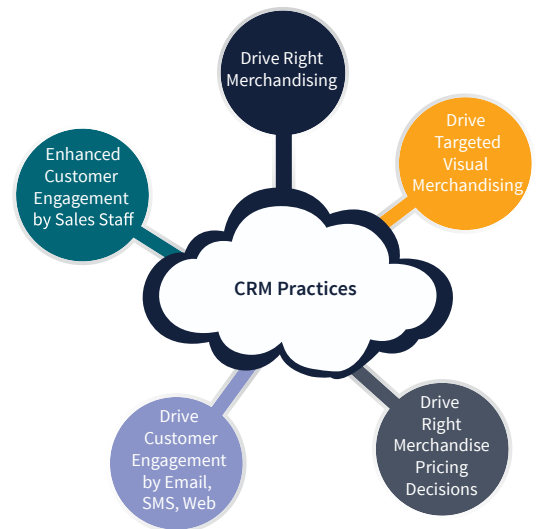 Drive Right
Merchandising
Drive
Targeted
Visual
Merchandising
Enhanced
Customer
Engagement
by Sales Staff
CRM Practices
Drive
Right
Merchandise
Pricing
Decisions
Drive
Customer
Engagement
by Email,
SMS, Web